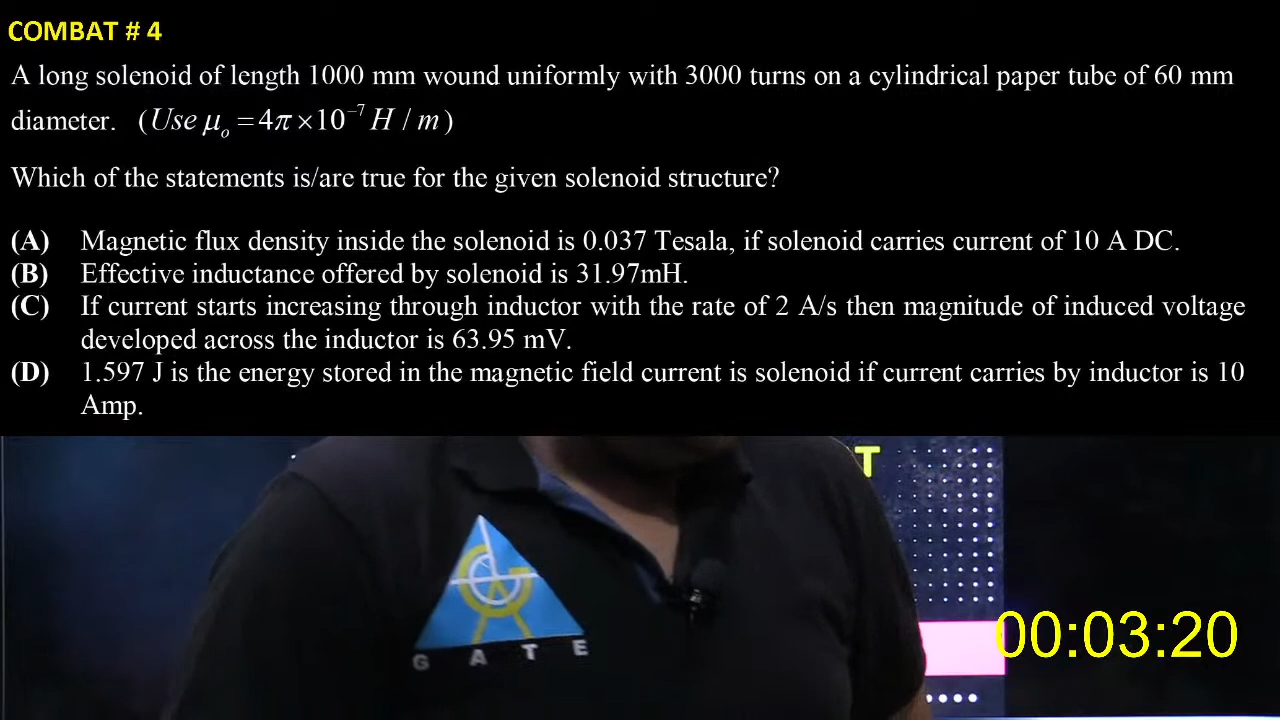 COMBAT # 4
A long solenoid of length 1000 mm wound uniformly with 3000 turns on a cylindrical paper tube of 60 mm
diameter. (Use μ₀ = 4π ×10⁻⁷ H / m)
Which of the statements is/are true for the given solenoid structure?
(A) Magnetic flux density inside the solenoid is 0.037 Tesala, if solenoid carries current of 10 A DC.
(B) Effective inductance offered by solenoid is 31.97mH.
(C) If current starts increasing through inductor with the rate of 2 A/s then magnitude of induced voltage
developed across the inductor is 63.95 mV.
(D) 1.597 J is the energy stored in the magnetic field current is solenoid if current carries by inductor is 10
Amp.
T
GATE
00:03:20